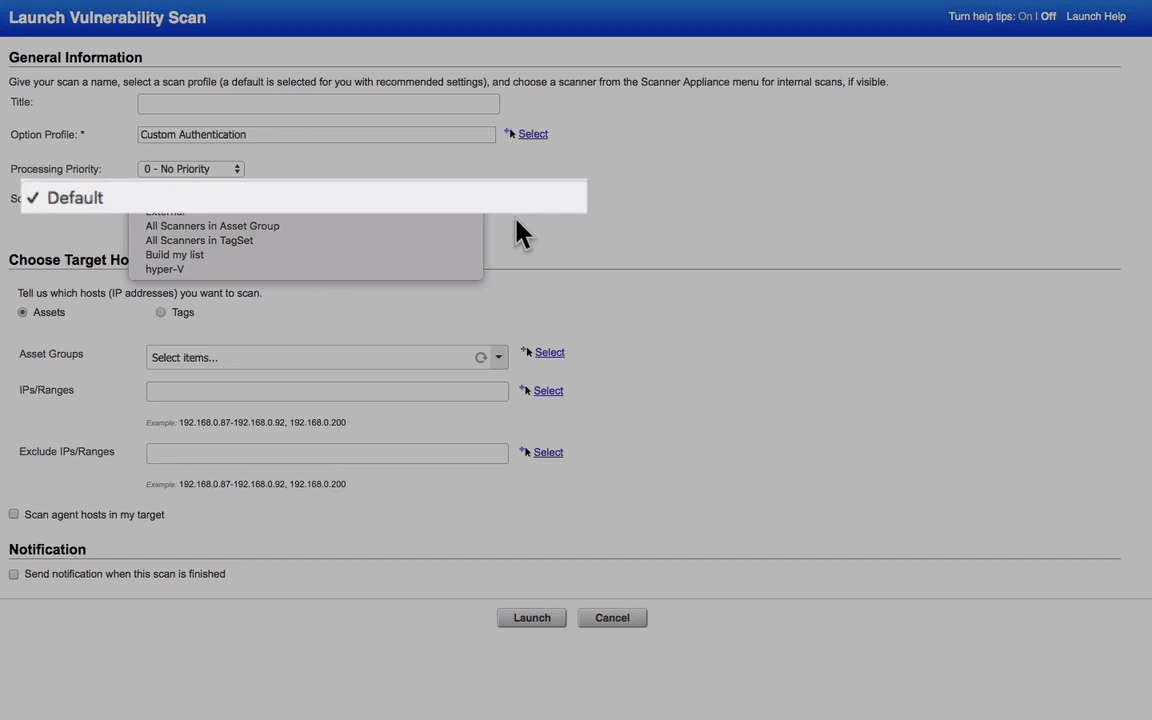 Launch Vulnerability Scan
Turn help tips: On | Off Launch Help
General Information
Give your scan a name, select a scan profile (a default is selected for you with recommended settings), and choose a scanner from the Scanner Appliance menu for internal scans, if visible.
Title:
Option Profile: * Custom Authentication Select
Processing Priority: 0 - No Priority
✓ Default
External
All Scanners in Asset Group
All Scanners in TagSet
Build my list
hyper-V
Choose Target
Tell us which hosts (IP addresses) you want to scan.
Assets Tags
Asset Groups Select items... Select
IPs/Ranges Select
Example: 192.168.0.87-192.168.0.92, 192.168.0.200
Exclude IPs/Ranges Select
Example: 192.168.0.87-192.168.0.92, 192.168.0.200
Scan agent hosts in my target
Notification
Send notification when this scan is finished
Launch Cancel